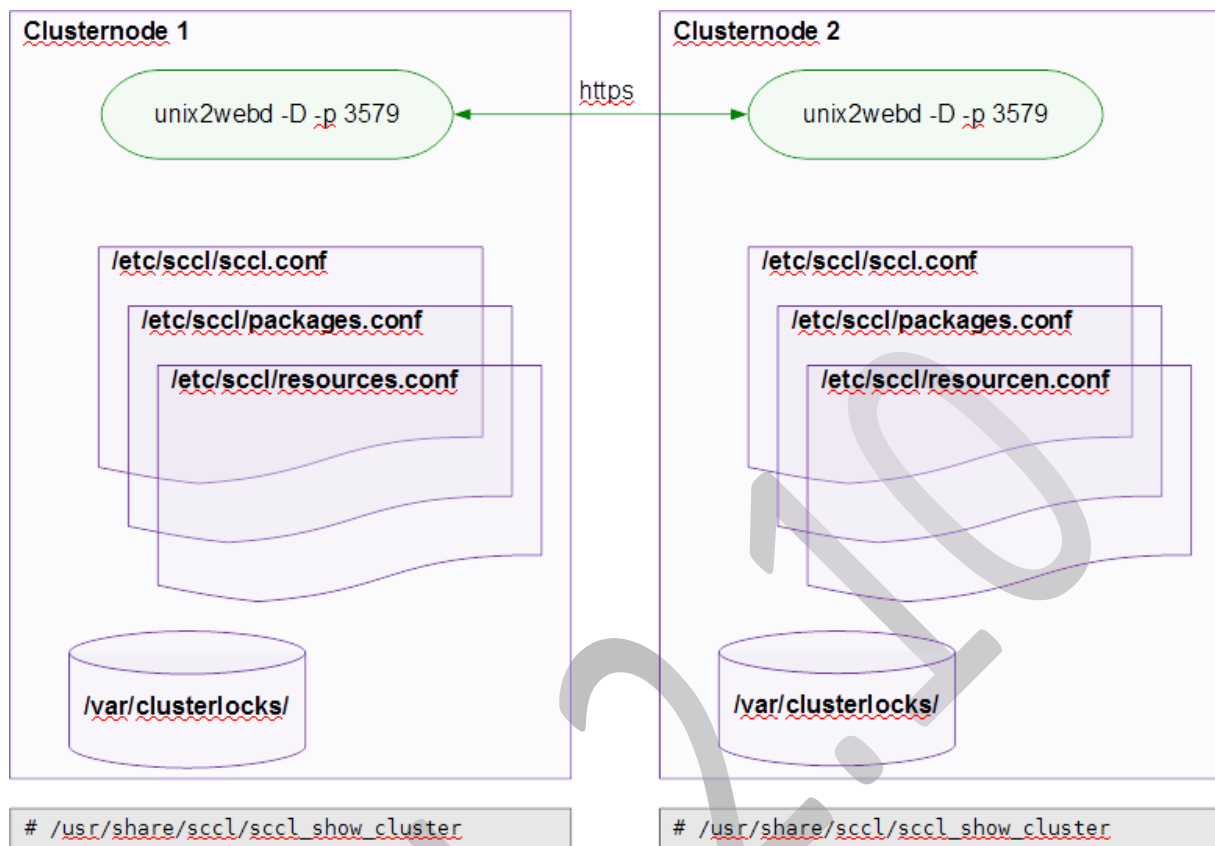 Clusternode 1
Clusternode 2
unix2webd -D -p 3579
https
unix2webd -D -p 3579
/etc/sccl/sccl.conf
/etc/sccl/packages.conf
/etc/sccl/resources.conf
/etc/sccl/sccl.conf
/etc/sccl/packages.conf
/etc/sccl/resourcen.conf
/var/clusterlocks/
/var/clusterlocks/
# /usr/share/sccl/sccl_show_cluster
# /usr/share/sccl/sccl_show_cluster
2.10